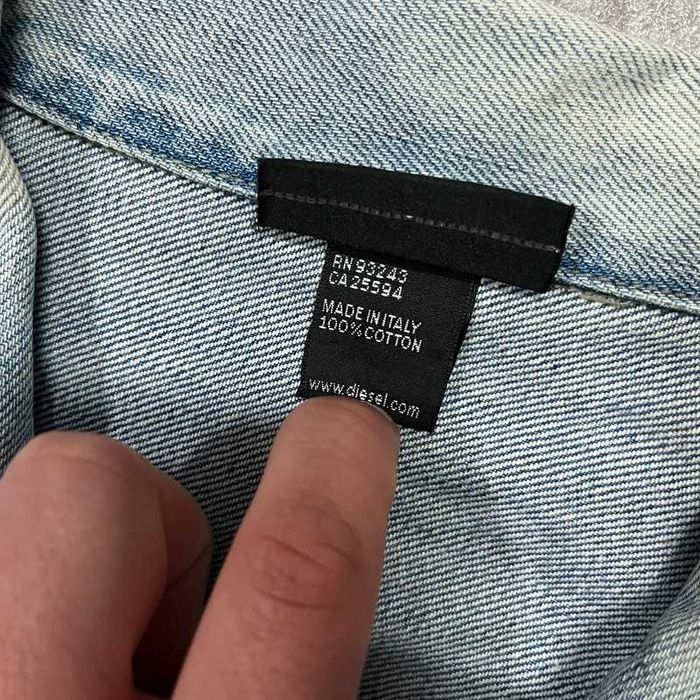 RN93243
CA25594
MADE IN ITALY
100% COTTON
www.diesel.com